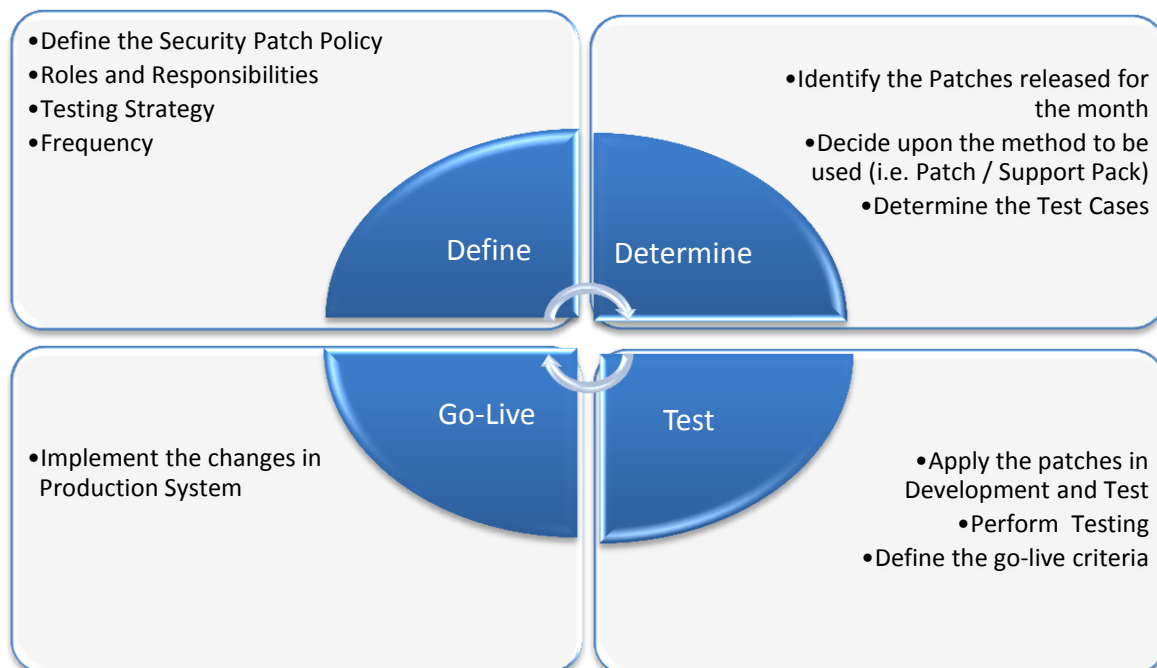 •Define the Security Patch Policy
•Roles and Responsibilities
•Testing Strategy
•Frequency
Define
•Identify the Patches released for
the month
•Decide upon the method to be
used (i.e. Patch / Support Pack)
•Determine the Test Cases
Determine
•Implement the changes in
Production System
Go-Live
Test
•Apply the patches in
Development and Test
•Perform Testing
•Define the go-live criteria